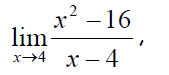 lim x→4 (x² − 16)/(x − 4) ,